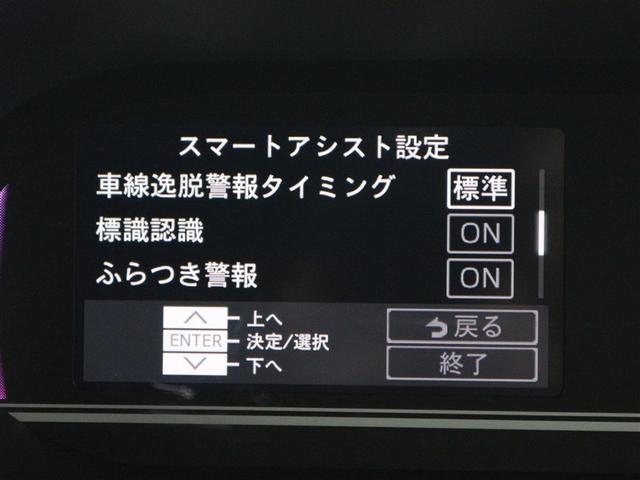 スマートアシスト設定
車線逸脱警報タイミング 標準
標識認識 ON
ふらつき警報 ON
上へ
ENTER 決定/選択
下へ
戻る
終了